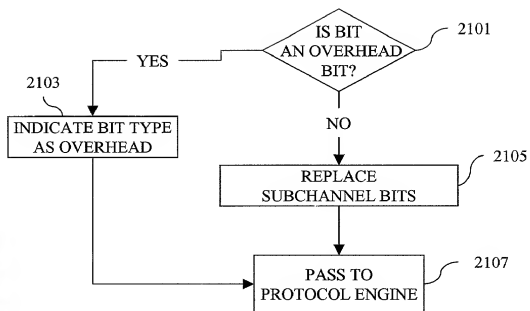 IS BIT
AN OVERHEAD
BIT?
2101
YES
2103
INDICATE BIT TYPE
AS OVERHEAD
NO
2105
REPLACE
SUBCHANNEL BITS
2107
PASS TO
PROTOCOL ENGINE